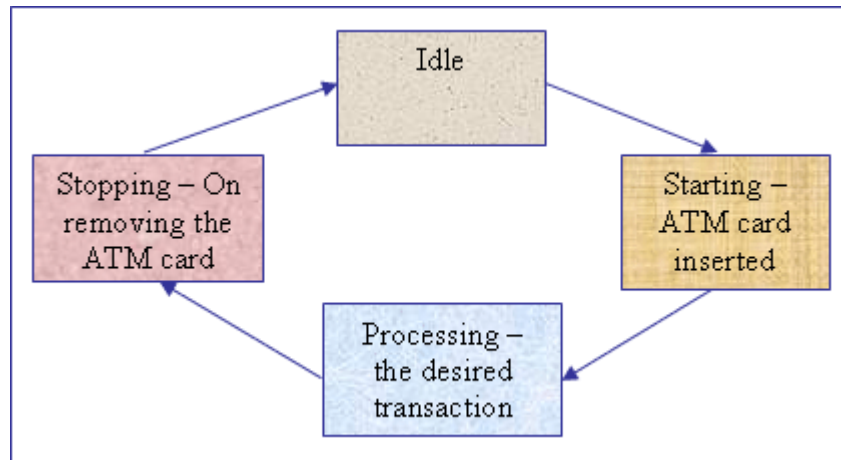 Idle
Stopping – On
removing the
ATM card
Starting –
ATM card
inserted
Processing –
the desired
transaction